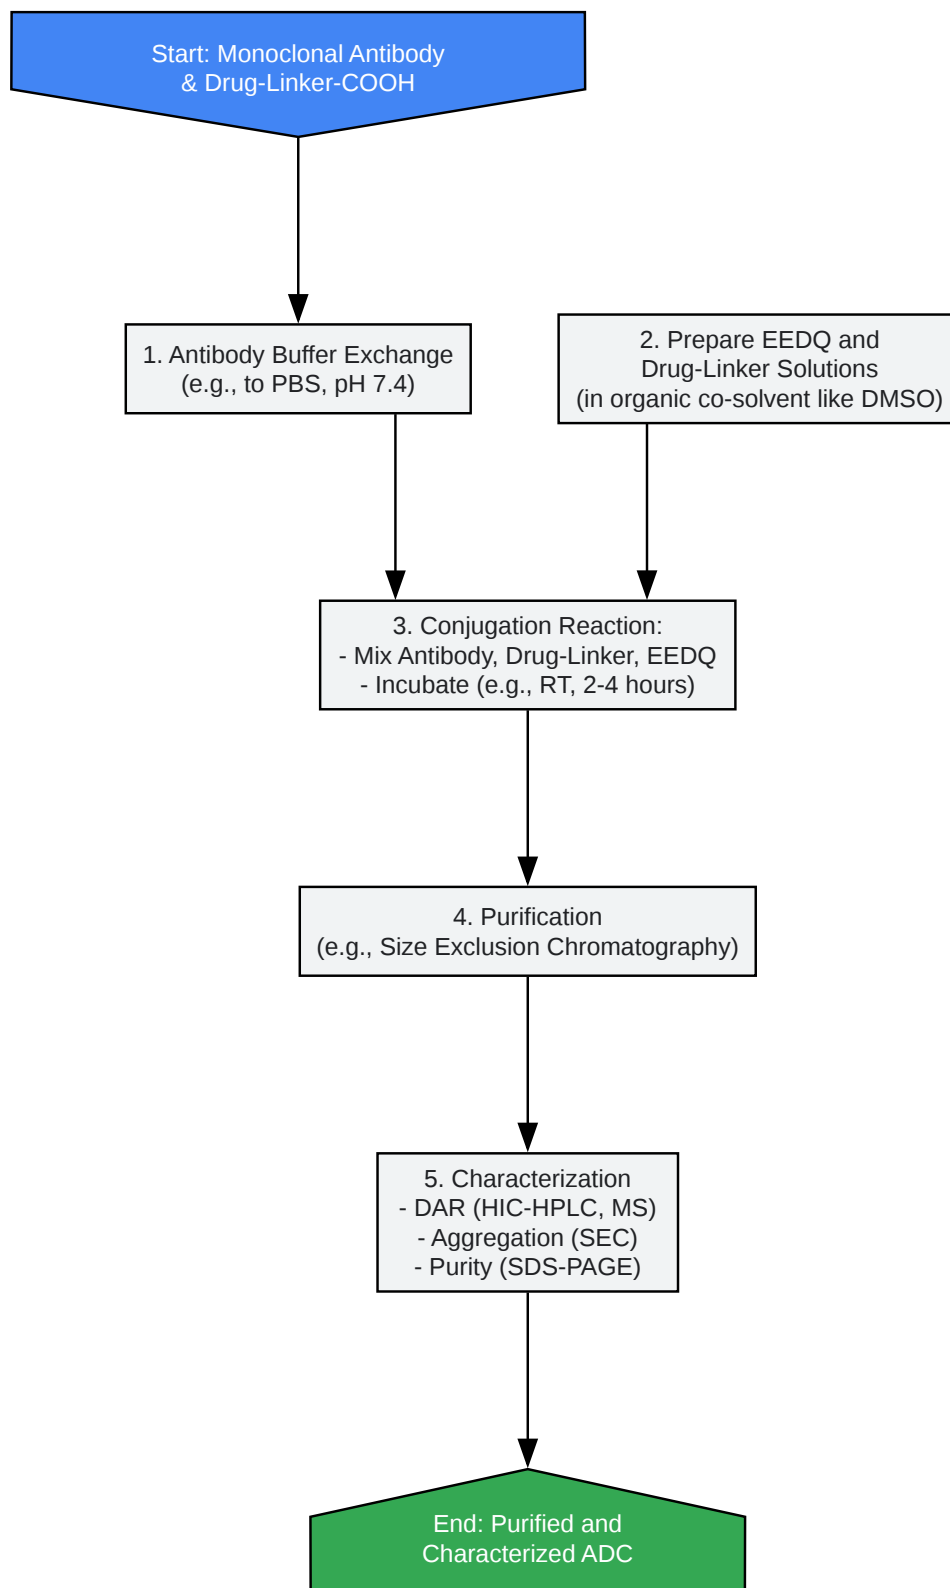 Start: Monoclonal Antibody
& Drug-Linker-COOH
1. Antibody Buffer Exchange
(e.g., to PBS, pH 7.4)
2. Prepare EEDQ and
Drug-Linker Solutions
(in organic co-solvent like DMSO)
3. Conjugation Reaction:
- Mix Antibody, Drug-Linker, EEDQ
- Incubate (e.g., RT, 2-4 hours)
4. Purification
(e.g., Size Exclusion Chromatography)
5. Characterization
- DAR (HIC-HPLC, MS)
- Aggregation (SEC)
- Purity (SDS-PAGE)
End: Purified and
Characterized ADC